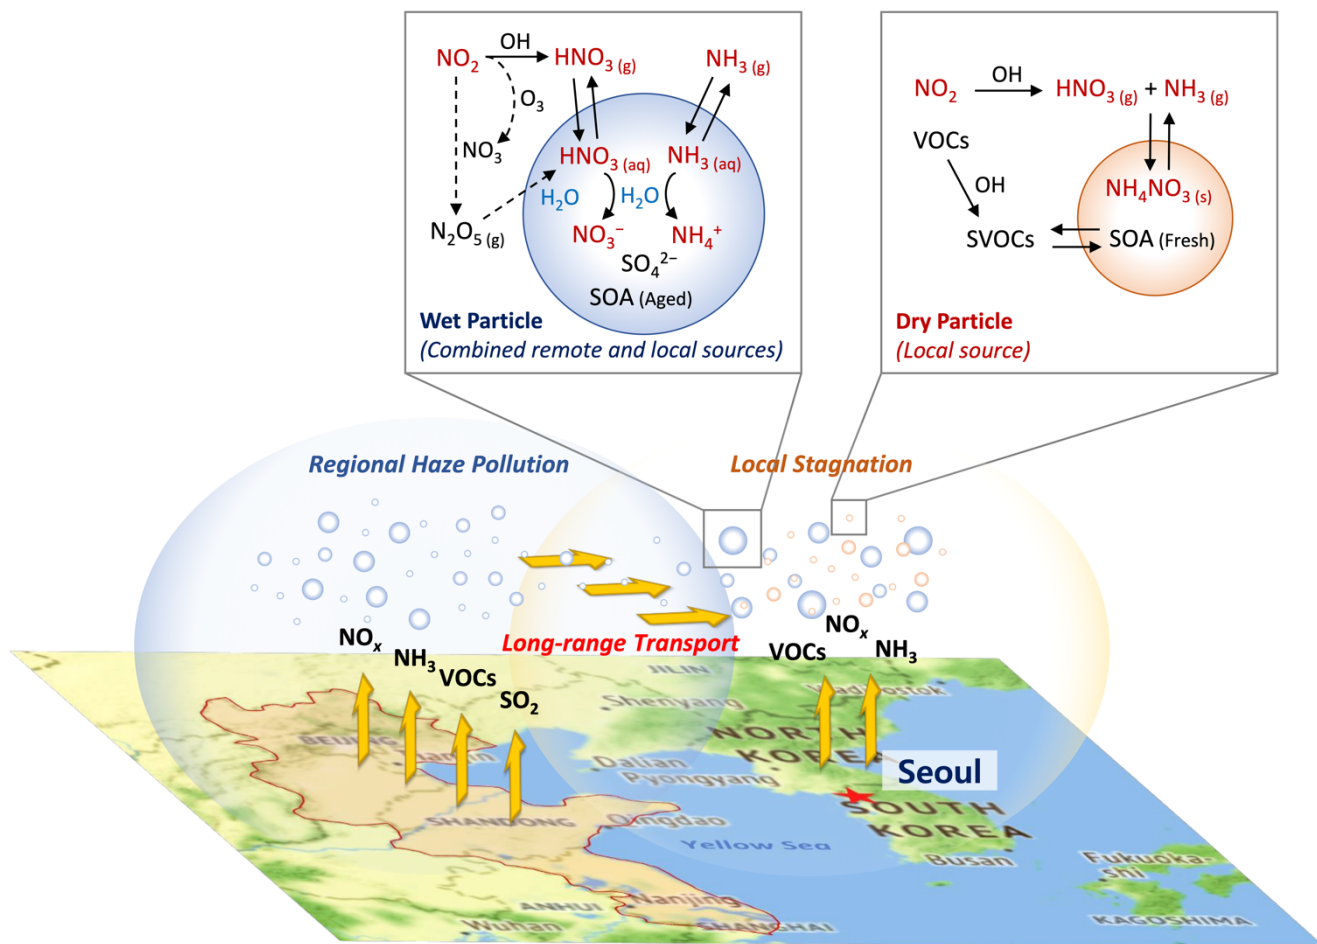 NO₂
OH
HNO₃ (g)
NH₃ (g)
O₃
NO₃
HNO₃ (aq)
NH₃ (aq)
H₂O
H₂O
N₂O₅ (g)
NO₃⁻
NH₄⁺
SO₄²⁻
SOA (Aged)
Wet Particle
(Combined remote and local sources)
NO₂
OH
HNO₃ (g) + NH₃ (g)
VOCs
OH
NH₄NO₃ (s)
SVOCs
SOA (Fresh)
Dry Particle
(Local source)
Regional Haze Pollution
Local Stagnation
Long-range Transport
NOₓ
NH₃
VOCs
SO₂
VOCs
NOₓ
NH₃
JILIN
Shenyang
Vladivostok
NORTH
KOREA
BEIJING
Dalian
Pyongyang
Seoul
SHANDONG
Qingdao
SOUTH
KOREA
Yellow Sea
Busan
Fukuoka-
shi
KAGOSHIMA
ANHUI
Nanjing
Wuhan
SHANGHAI